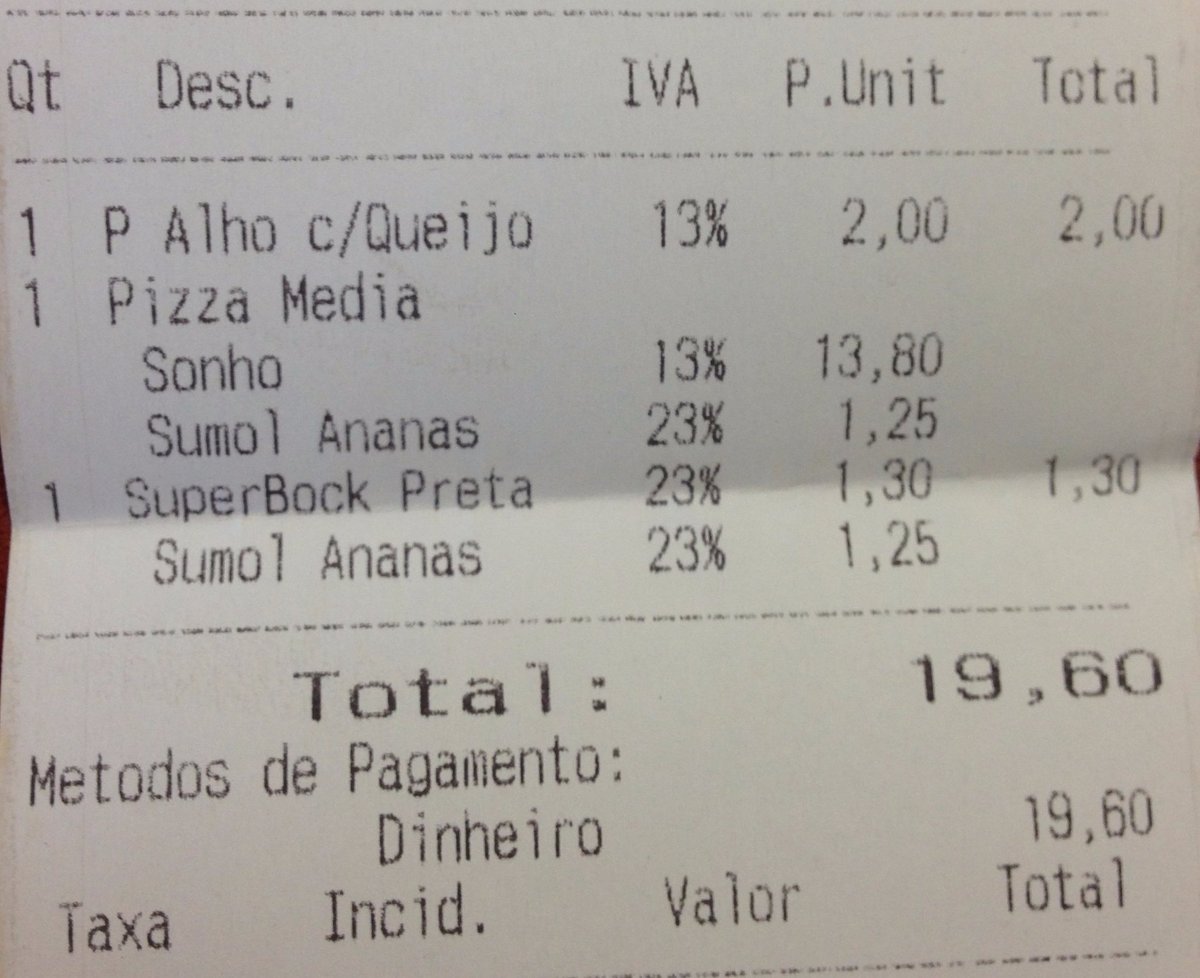 Qt Desc. IVA P.Unit Total
1 P Alho c/Queijo 13% 2,00 2,00
1 Pizza Media
Sonho 13% 13,80
Sumol Ananas 23% 1,25
1 SuperBock Preta 23% 1,30 1,30
Sumol Ananas 23% 1,25
Total: 19,60
Metodos de Pagamento:
Dinheiro 19,60
Taxa Incid. Valor Total